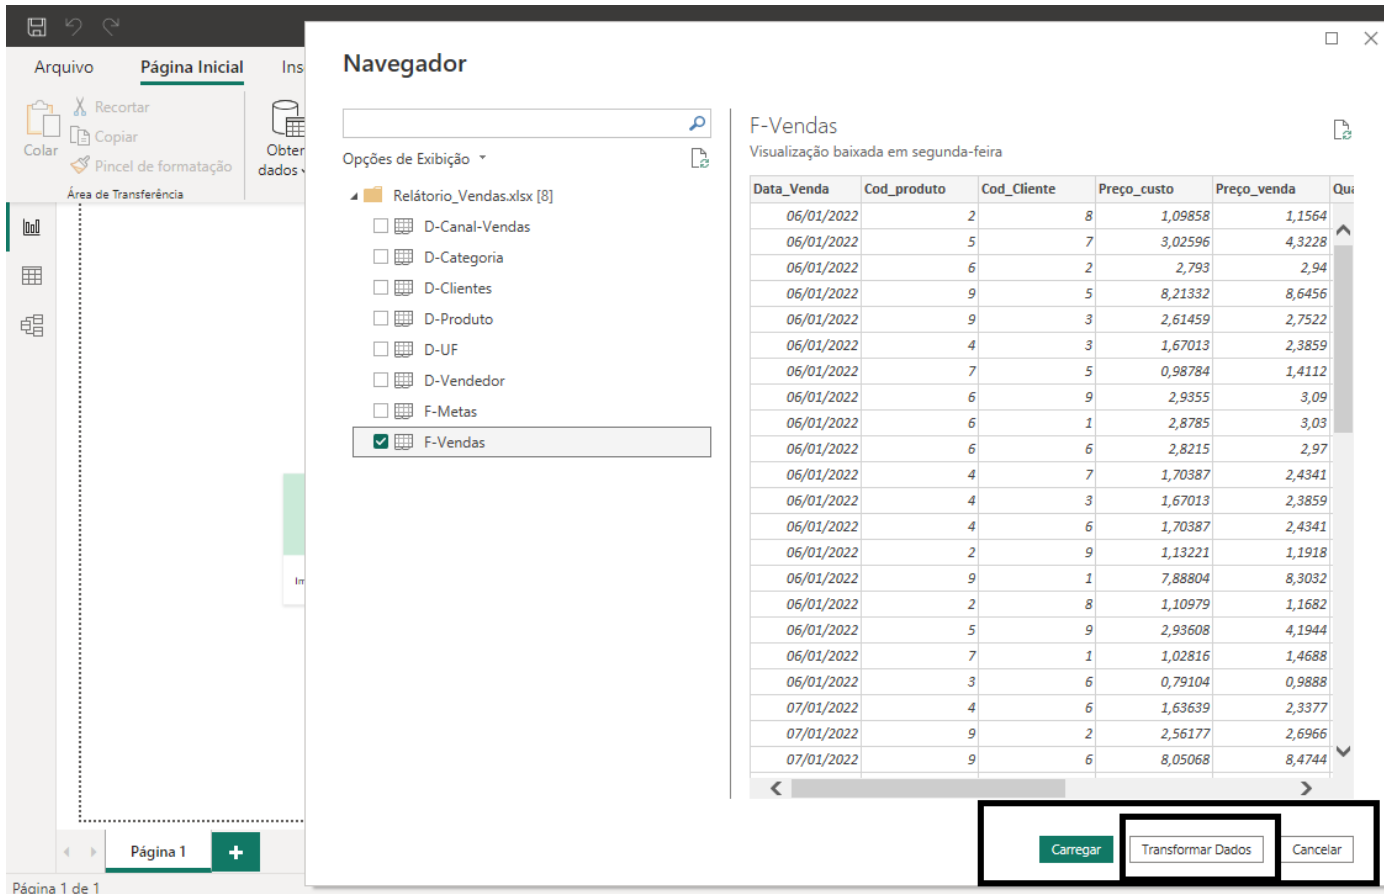 Arquivo
Página Inicial
Ins
Colar
Recortar
Copiar
Pincel de formatação
Área de Transferência
Obter
dados
Navegador
Opções de Exibição
Relátorio_Vendas.xlsx [8]
D-Canal-Vendas
D-Categoria
D-Clientes
D-Produto
D-UF
D-Vendedor
F-Metas
F-Vendas
F-Vendas
Visualização baixada em segunda-feira
Data_Venda Cod_produto Cod_Cliente Preço_custo Preço_venda Qua
06/01/2022 2 8 1,09858 1,1564
06/01/2022 5 7 3,02596 4,3228
06/01/2022 6 2 2,793 2,94
06/01/2022 9 5 8,21332 8,6456
06/01/2022 9 3 2,61459 2,7522
06/01/2022 4 3 1,67013 2,3859
06/01/2022 7 5 0,98784 1,4112
06/01/2022 6 9 2,9355 3,09
06/01/2022 6 1 2,8785 3,03
06/01/2022 6 6 2,8215 2,97
06/01/2022 4 7 1,70387 2,4341
06/01/2022 4 3 1,67013 2,3859
06/01/2022 4 6 1,70387 2,4341
06/01/2022 2 9 1,13221 1,1918
06/01/2022 9 1 7,88804 8,3032
06/01/2022 2 8 1,10979 1,1682
06/01/2022 5 9 2,93608 4,1944
06/01/2022 7 1 1,02816 1,4688
06/01/2022 3 6 0,79104 0,9888
07/01/2022 4 6 1,63639 2,3377
07/01/2022 9 2 2,56177 2,6966
07/01/2022 9 6 8,05068 8,4744
Im
Carregar
Transformar Dados
Cancelar
Página 1
Página 1 de 1